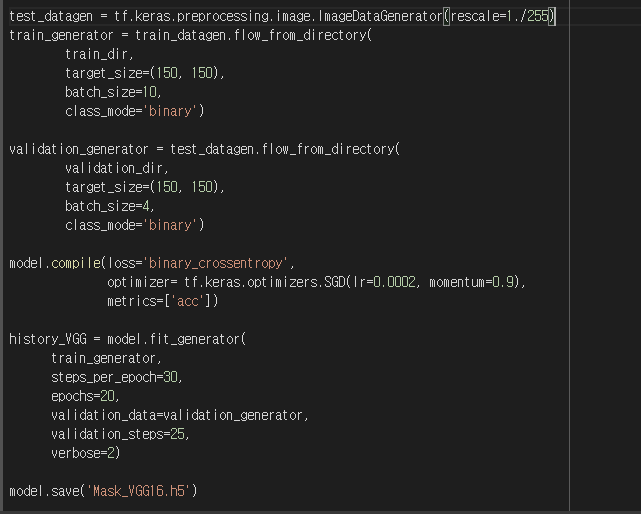 test_datagen = tf.keras.preprocessing.image.ImageDataGenerator(rescale=1./255)
train_generator = train_datagen.flow_from_directory(
        train_dir,
        target_size=(150, 150),
        batch_size=10,
        class_mode='binary')

validation_generator = test_datagen.flow_from_directory(
        validation_dir,
        target_size=(150, 150),
        batch_size=4,
        class_mode='binary')

model.compile(loss='binary_crossentropy',
              optimizer= tf.keras.optimizers.SGD(lr=0.0002, momentum=0.9),
              metrics=['acc'])

history_VGG = model.fit_generator(
      train_generator,
      steps_per_epoch=30,
      epochs=20,
      validation_data=validation_generator,
      validation_steps=25,
      verbose=2)

model.save('Mask_VGG16.h5')